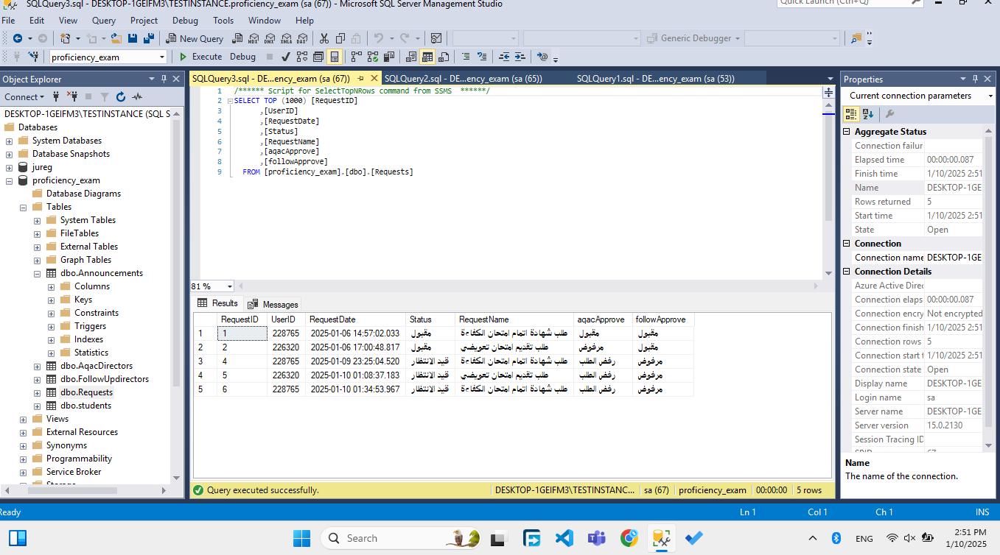 SQLQuery3.sql - DESKTOP-1GEIFM3\TESTINSTANCE.proficiency_exam (sa (67)) - Microsoft SQL Server Management Studio
Quick Launch (Ctrl+Q)
File Edit View Query Project Debug Tools Window Help
New Query MDX DMX XMLA DAX Generic Debugger
proficiency_exam Execute Debug
Object Explorer
Connect
DESKTOP-1GEIFM3\TESTINSTANCE (SQL S
Databases
System Databases
Database Snapshots
jureg
proficiency_exam
Database Diagrams
Tables
System Tables
FileTables
External Tables
Graph Tables
dbo.Announcements
Columns
Keys
Constraints
Triggers
Indexes
Statistics
dbo.AqacDirectors
dbo.FollowUpdirectors
dbo.Requests
dbo.students
Views
External Resources
Synonyms
Programmability
Service Broker
SQLQuery3.sql - DE...ency_exam (sa (67)) SQLQuery2.sql - DE...ency_exam (sa (65)) SQLQuery1.sql - DE...ency_exam (sa (53))
1 /****** Script for SelectTopNRows command from SSMS ******/
2 SELECT TOP (1000) [RequestID]
3 ,[UserID]
4 ,[RequestDate]
5 ,[Status]
6 ,[RequestName]
7 ,[aqacApprove]
8 ,[followApprove]
9 FROM [proficiency_exam].[dbo].[Requests]
81 %
Results Messages
RequestID UserID RequestDate Status RequestName aqacApprove followApprove
1 1 228765 2025-01-06 14:57:02.033 مقبول طلب شهادة اتمام امتحان الكفاءة مقبول مقبول
2 2 226320 2025-01-06 17:00:48.817 مقبول طلب تقديم امتحان تعويضي مرفوض مقبول
3 4 228765 2025-01-09 23:25:04.520 قيد الانتظار طلب شهادة اتمام امتحان الكفاءة رفض الطلب مرفوض
4 5 226320 2025-01-10 01:08:37.183 قيد الانتظار طلب تقديم امتحان تعويضي رفض الطلب مرفوض
5 6 228765 2025-01-10 01:34:53.967 قيد الانتظار طلب شهادة اتمام امتحان الكفاءة رفض الطلب مرفوض
Query executed successfully. DESKTOP-1GEIFM3\TESTINSTANC... sa (67) proficiency_exam 00:00:00 5 rows
Properties
Current connection parameters
Aggregate Status
Connection failur
Elapsed time 00:00:00.087
Finish time 1/10/2025 2:51
Name DESKTOP-1GE
Rows returned 5
Start time 1/10/2025 2:51
State Open
Connection
Connection name DESKTOP-1GE
Connection Details
Azure Active Direc
Connection elaps 00:00:00.087
Connection encry Not encrypted
Connection finish 1/10/2025 2:51
Connection rows 5
Connection start t 1/10/2025 2:51
Connection state Open
Display name DESKTOP-1GE
Login name sa
Server name DESKTOP-1GE
Server version 15.0.2130
Session Tracing ID
Name
The name of the connection.
Ready Ln 1 Col 1 Ch 1 INS
Search
ENG
2:51 PM
1/10/2025